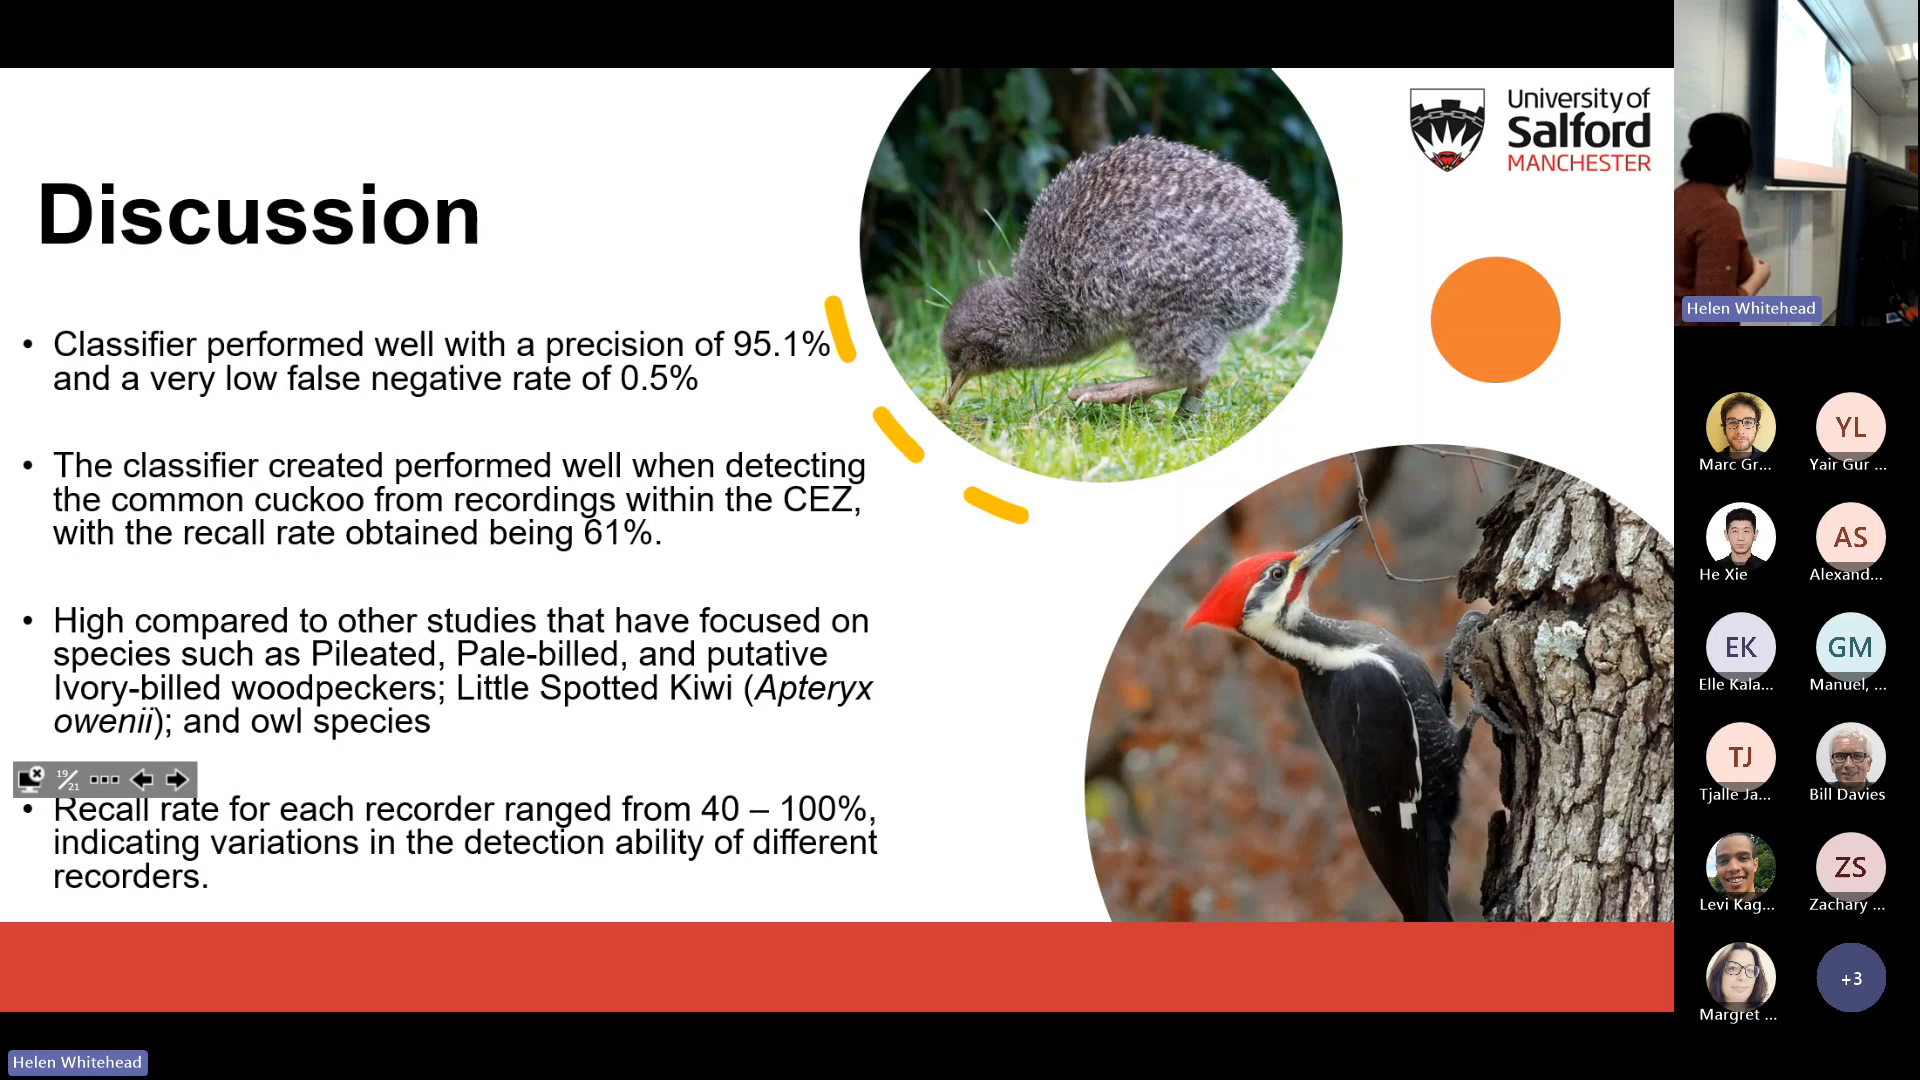 University of
Salford
MANCHESTER
Discussion
• Classifier performed well with a precision of 95.1%
and a very low false negative rate of 0.5%
• The classifier created performed well when detecting
the common cuckoo from recordings within the CEZ,
with the recall rate obtained being 61%.
• High compared to other studies that have focused on
species such as Pileated, Pale-billed, and putative
Ivory-billed woodpeckers; Little Spotted Kiwi (Apteryx
owenii); and owl species
19/21
• Recall rate for each recorder ranged from 40 – 100%,
indicating variations in the detection ability of different
recorders.
Helen Whitehead
Helen Whitehead
Marc Gr...
YL
Yair Gur ...
He Xie
AS
Alexand...
EK
Elle Kala...
GM
Manuel, ...
TJ
Tjalle Ja...
Bill Davies
Levi Kag...
ZS
Zachary ...
Margret ...
+3